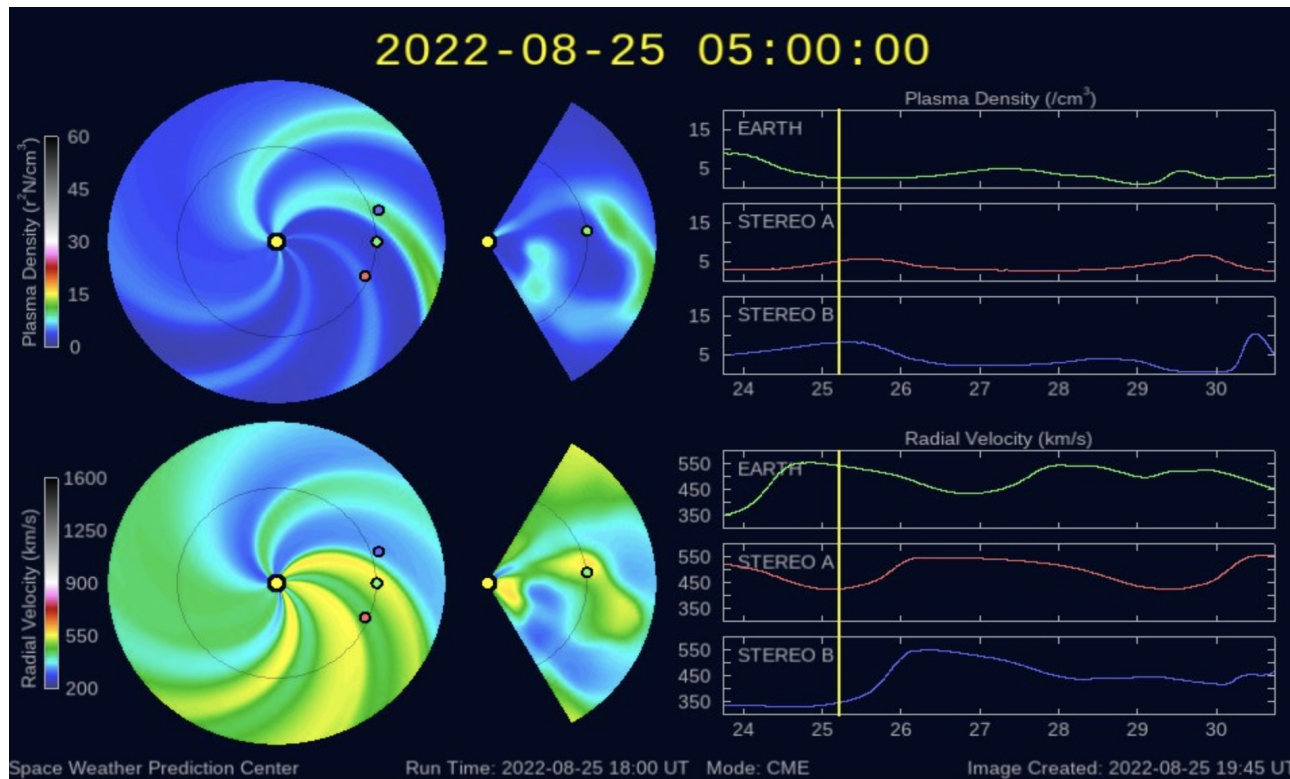 2022-08-25 05:00:00
Plasma Density (r²N/cm³)
60
45
30
15
0
Plasma Density (/cm³)
EARTH
15
5
STEREO A
15
5
STEREO B
15
5
24 25 26 27 28 29 30
Radial Velocity (km/s)
1600
1250
900
550
200
Radial Velocity (km/s)
EARTH
550
450
350
STEREO A
550
450
350
STEREO B
550
450
350
24 25 26 27 28 29 30
Space Weather Prediction Center Run Time: 2022-08-25 18:00 UT Mode: CME Image Created: 2022-08-25 19:45 UT